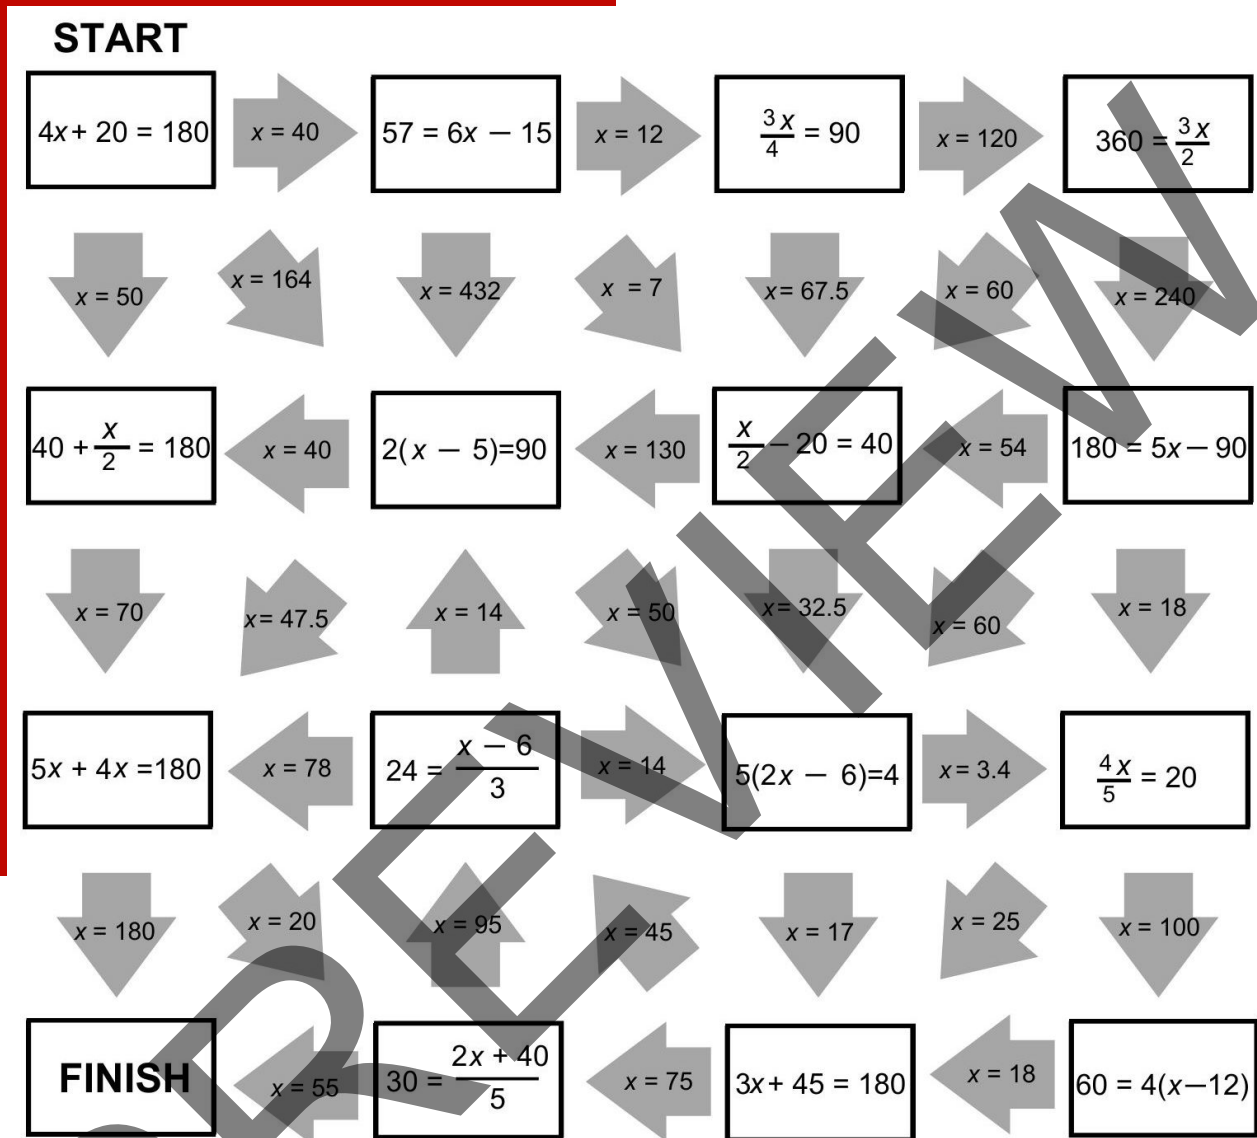 START
4x + 20 = 180
x = 40
57 = 6x − 15
x = 12
3x/4 = 90
x = 120
360 = 3x/2
x = 50
x = 164
x = 432
x = 7
x = 67.5
x = 60
x = 240
40 + x/2 = 180
x = 40
2(x − 5)=90
x = 130
x/2 − 20 = 40
x = 54
180 = 5x − 90
x = 70
x = 47.5
x = 14
x = 50
x = 32.5
x = 60
x = 18
5x + 4x =180
x = 78
24 = x − 6/3
x = 14
5(2x − 6)=4
x = 3.4
4x/5 = 20
x = 180
x = 20
x = 95
x = 45
x = 17
x = 25
x = 100
FINISH
x = 55
30 = 2x + 40/5
x = 75
3x + 45 = 180
x = 18
60 = 4(x−12)
PREVIEW